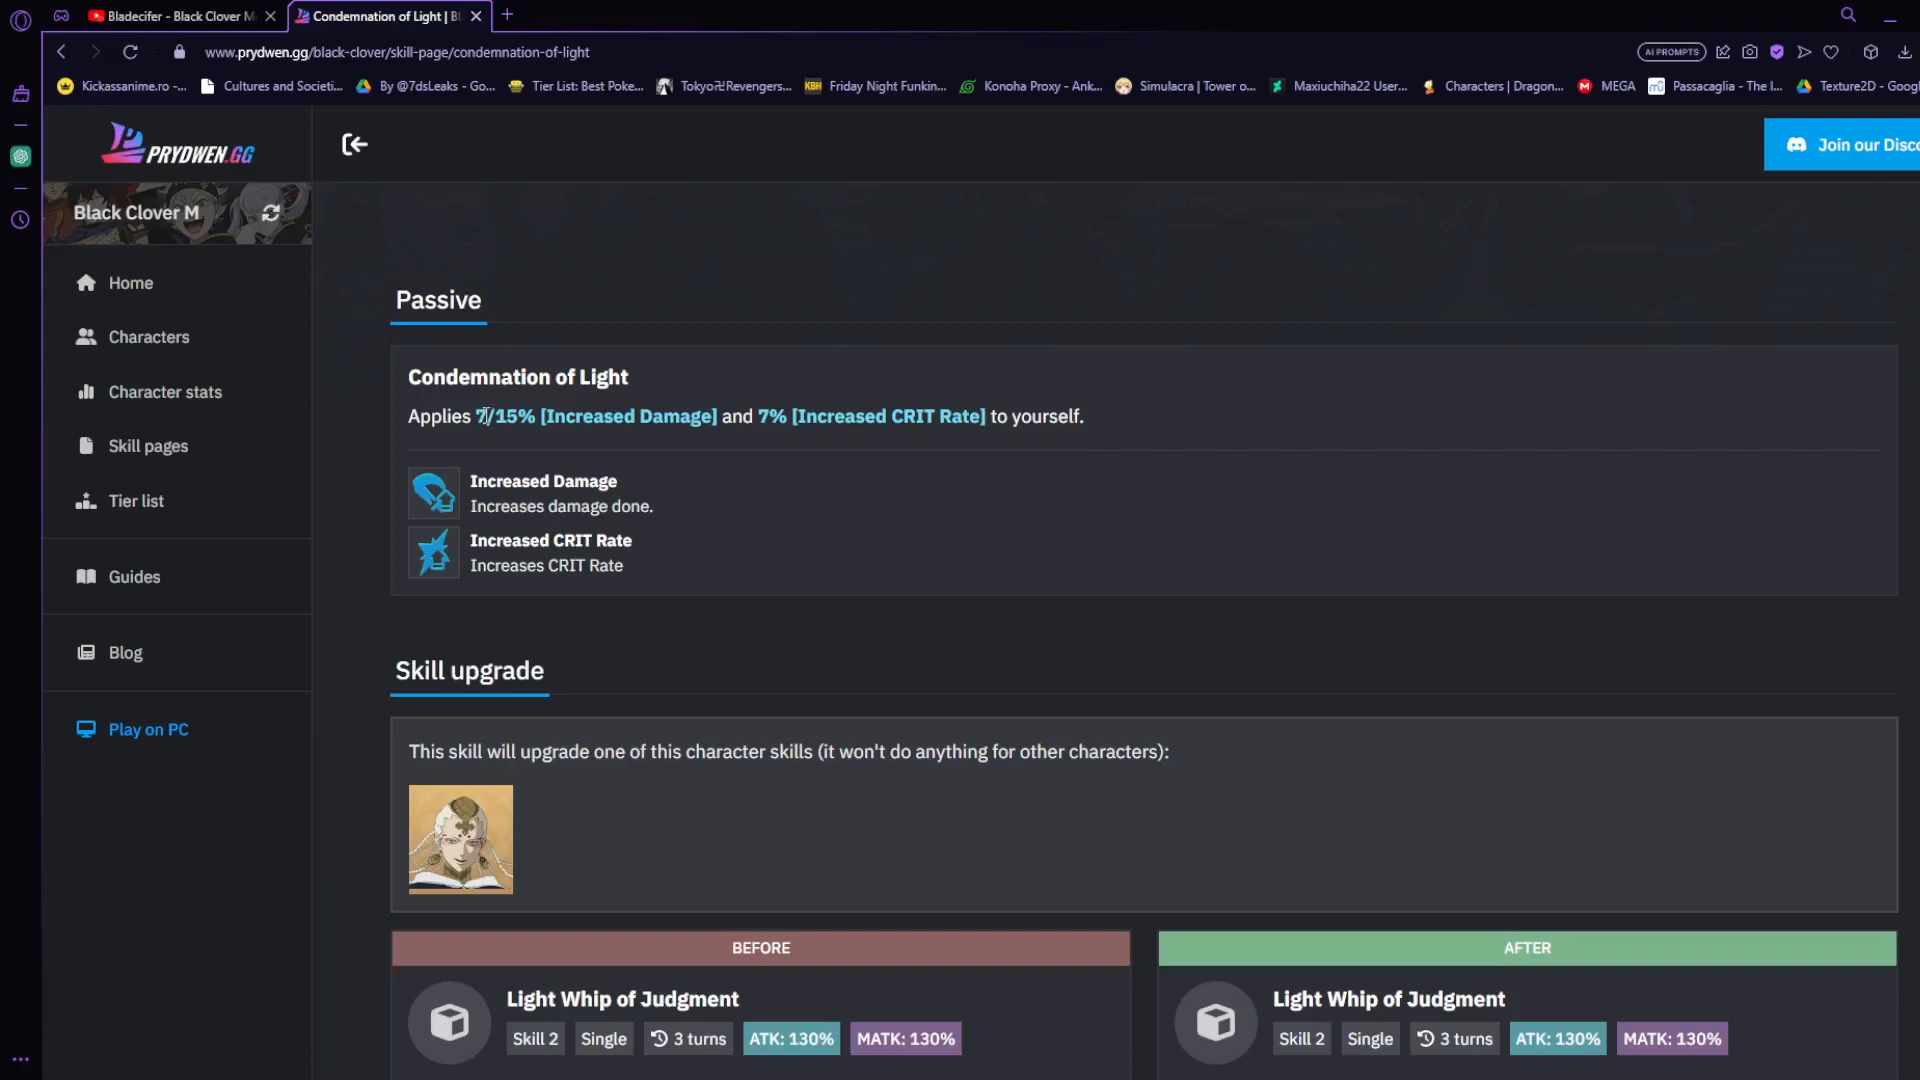 Bladecifer - Black Clover M
Condemnation of Light | Bl
www.prydwen.gg/black-clover/skill-page/condemnation-of-light
AI PROMPTS
Kickassanime.ro -...
Cultures and Societi...
By @7dsLeaks - Go...
Tier List: Best Poke...
Tokyo卍Revengers...
KBH
Friday Night Funkin...
Konoha Proxy - Ank...
Simulacra | Tower o...
Maxiuchiha22 User...
Characters | Dragon...
M
MEGA
mu
Passacaglia - The I...
Texture2D - Googl
PRYDWEN.GG
Join our Disco
Black Clover M
Home
Characters
Character stats
Skill pages
Tier list
Guides
Blog
Play on PC
Passive
Condemnation of Light
Applies 7/15% [Increased Damage] and 7% [Increased CRIT Rate] to yourself.
Increased Damage
Increases damage done.
Increased CRIT Rate
Increases CRIT Rate
Skill upgrade
This skill will upgrade one of this character skills (it won't do anything for other characters):
BEFORE
Light Whip of Judgment
Skill 2 Single 3 turns ATK: 130% MATK: 130%
AFTER
Light Whip of Judgment
Skill 2 Single 3 turns ATK: 130% MATK: 130%